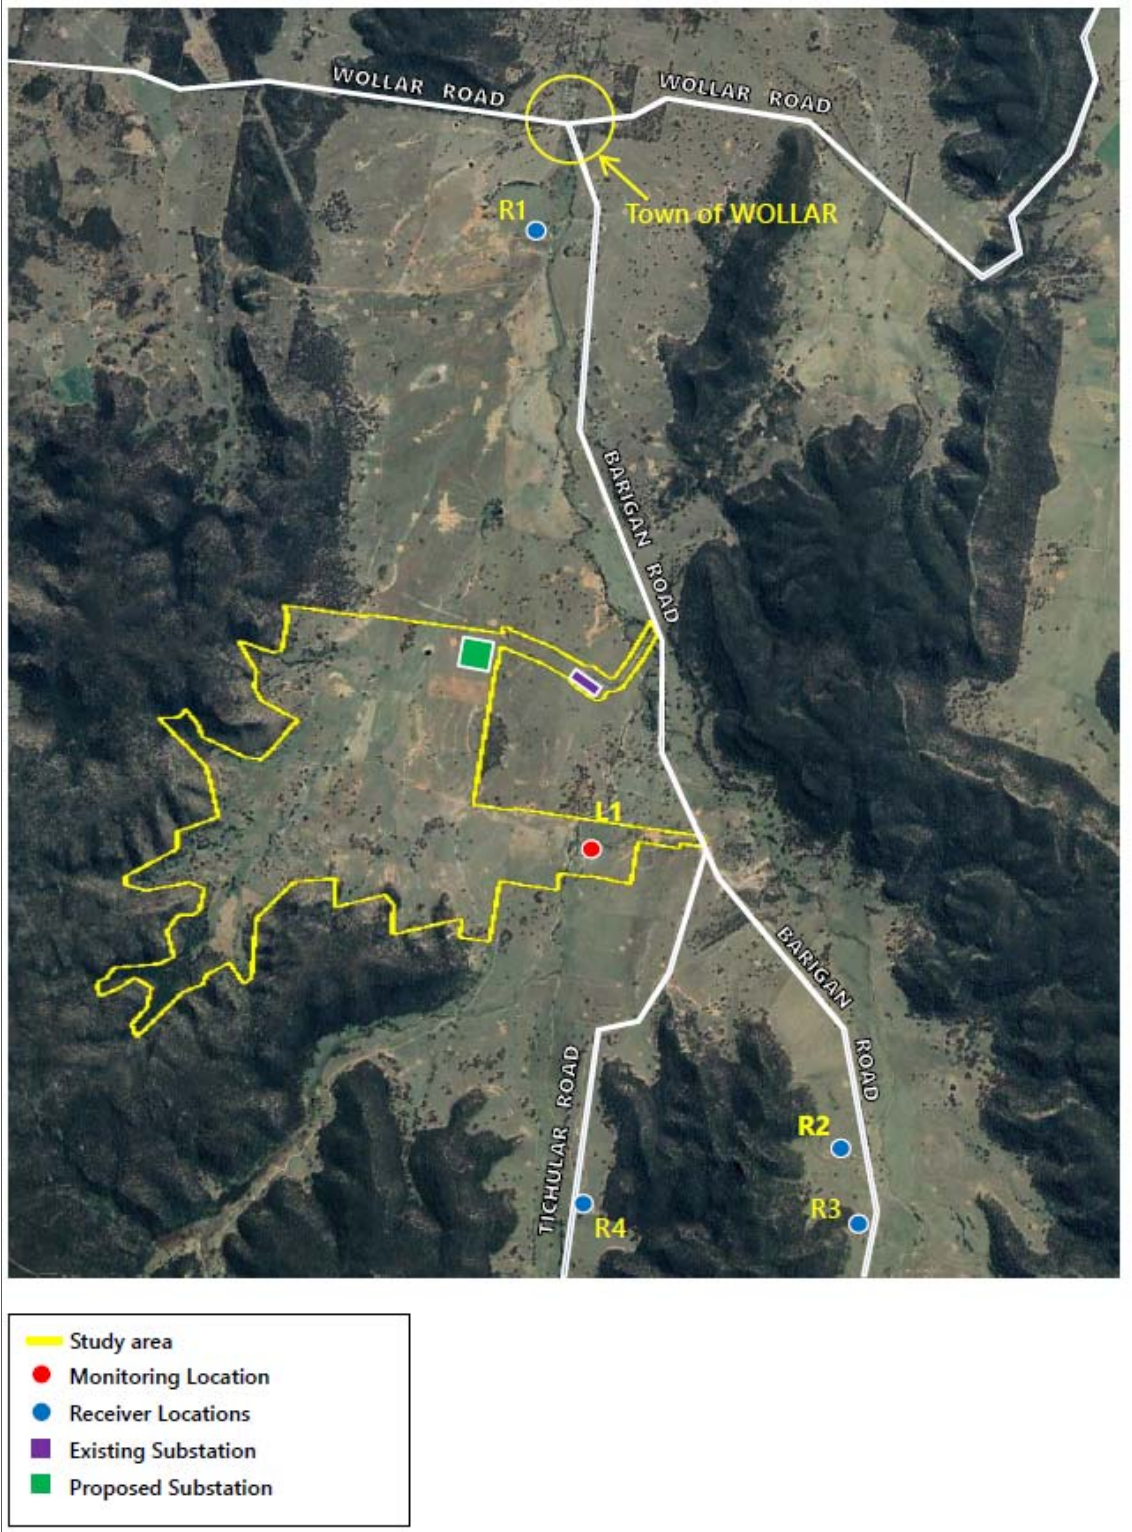 WOLLAR ROAD
WOLLAR ROAD
R1
Town of WOLLAR
BARIGAN ROAD
L1
BARIGAN ROAD
TICHULAR ROAD
R2
R3
R4
Study area
Monitoring Location
Receiver Locations
Existing Substation
Proposed Substation